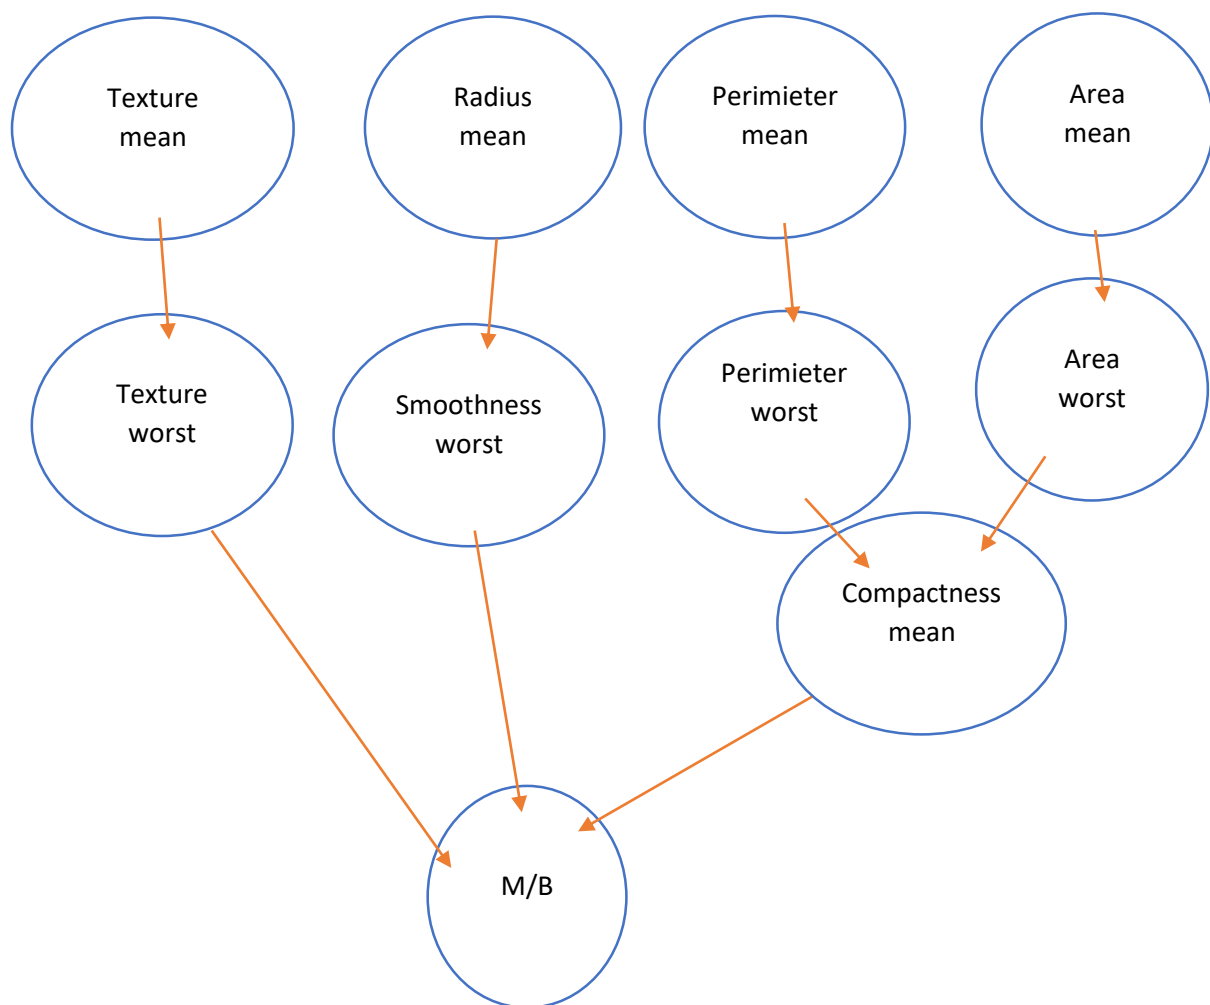 Texture
mean
Radius
mean
Perimieter
mean
Area
mean
Texture
worst
Smoothness
worst
Perimieter
worst
Area
worst
Compactness
mean
M/B